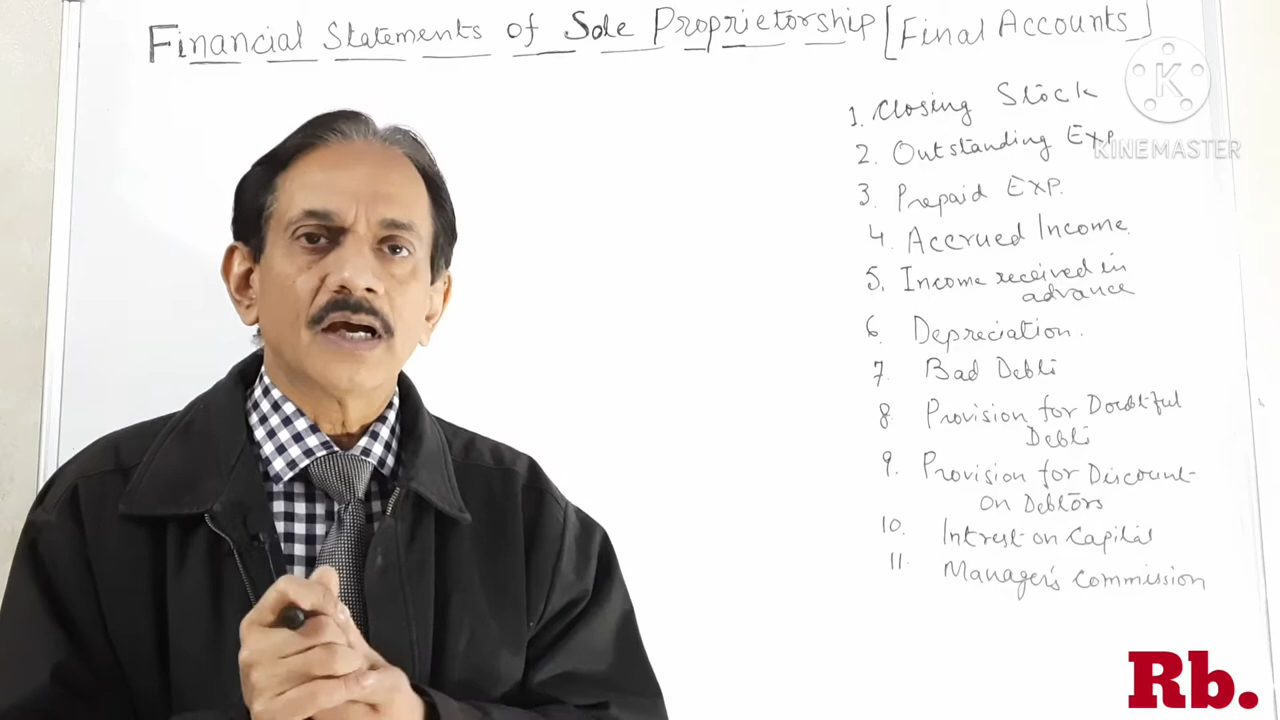 Financial Statements of Sole Proprietorship [Final Accounts]
1. Closing Stock
2. Outstanding Exp
3. Prepaid Exp.
4. Accrued Income
5. Income received in
advance
6. Depreciation.
7. Bad Debts
8. Provision for Doubtful
Debts
9. Provision for Discount
On Debtors
10. Intrest on Capital
11. Manager's Commission
K
KINEMASTER
Rb.